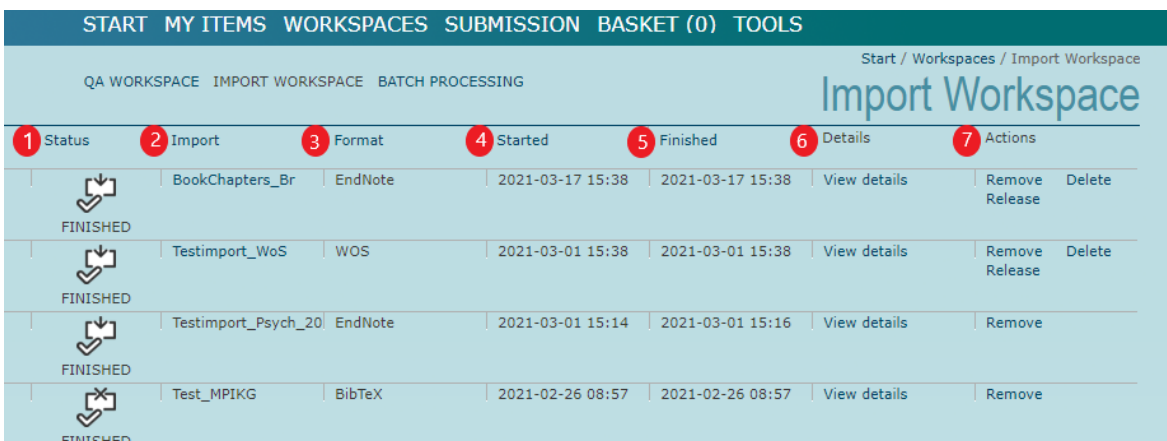 START MY ITEMS WORKSPACES SUBMISSION BASKET (0) TOOLS
Start / Workspaces / Import Workspace
QA WORKSPACE IMPORT WORKSPACE BATCH PROCESSING
Import Workspace
1 Status 2 Import 3 Format 4 Started 5 Finished 6 Details 7 Actions
BookChapters_Br EndNote 2021-03-17 15:38 2021-03-17 15:38 View details Remove Delete
Release
FINISHED
Testimport_WoS WOS 2021-03-01 15:38 2021-03-01 15:38 View details Remove Delete
Release
FINISHED
Testimport_Psych_20 EndNote 2021-03-01 15:14 2021-03-01 15:16 View details Remove
FINISHED
Test_MPIKG BibTeX 2021-02-26 08:57 2021-02-26 08:57 View details Remove
FINISHED